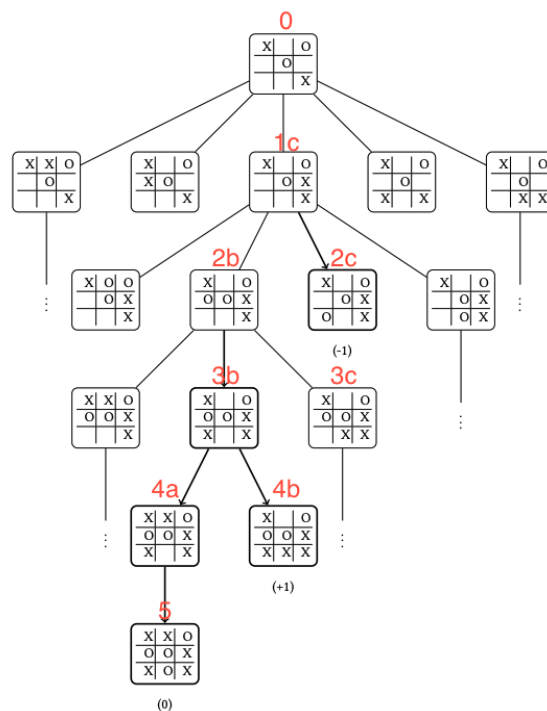 0
X O
O
X
1c
X X O
O
X
X O
X O
X
X O
O X
X
X O
O
X
X O
O
X X
2b
2c
⋮
X O O
O X
X
X O
O O X
X
X O
O X
O X
X O
O X
O X
⋮
(-1)
3b
3c
X X O
O O X
X
X O
O O X
X X
X O
O O X
X X
⋮
4a
4b
⋮
X X O
O O X
X X
X O
O O X
X X X
⋮
(+1)
5
X X O
O O X
X O X
(0)